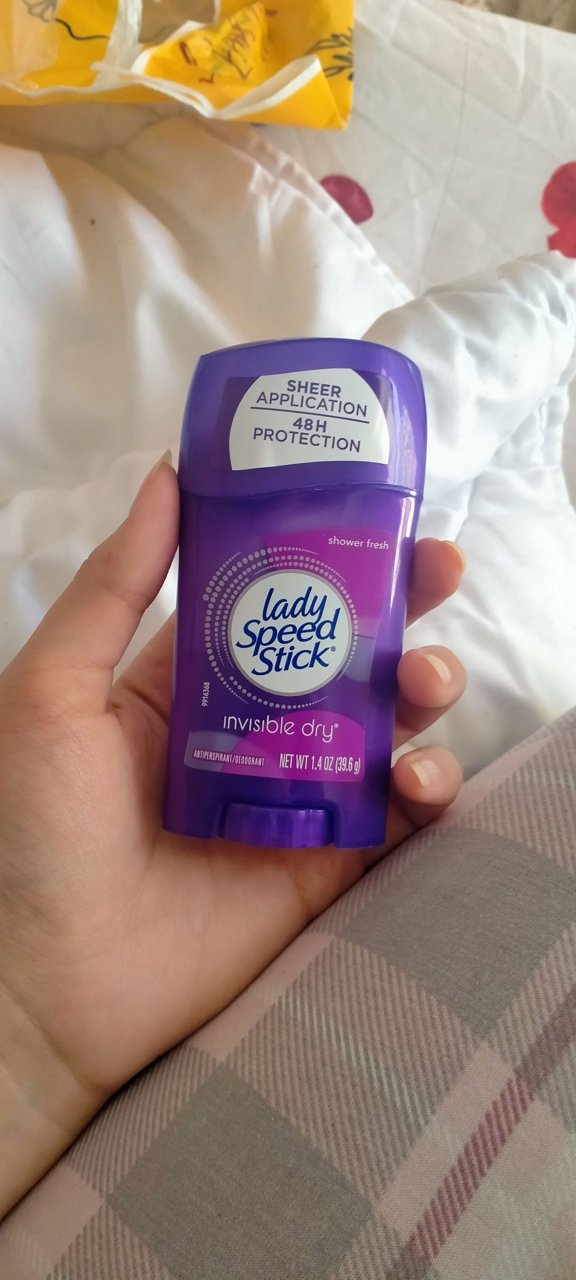 SHEER
APPLICATION
48H
PROTECTION
shower fresh
lady
Speed
Stick®
9916368
invisible dry®
ANTIPERSPIRANT/DEODORANT
NET WT 1.4 OZ (39.6 g)